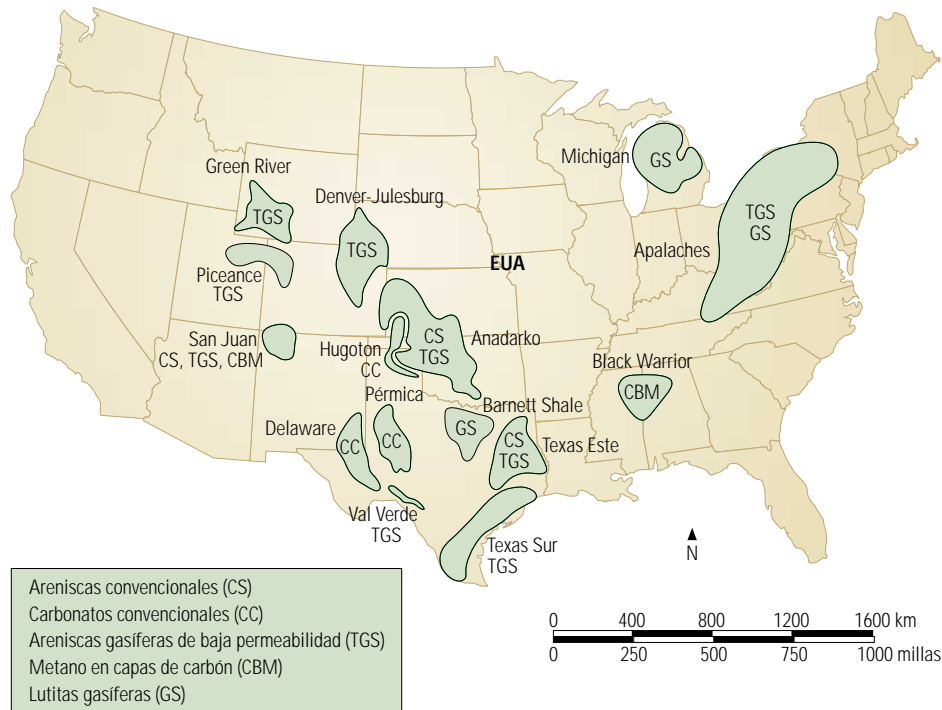 Green River
TGS
Denver-Julesburg
TGS
Piceance
TGS
San Juan
CS, TGS, CBM
Hugoton
CC
CS
TGS
Anadarko
EUA
Michigan
GS
Apalaches
TGS
GS
Black Warrior
CBM
Pérmica
CC
Delaware
CC
Barnett Shale
GS
CS
TGS
Texas Este
Val Verde
TGS
Texas Sur
TGS
N
Areniscas convencionales (CS)
Carbonatos convencionales (CC)
Areniscas gasíferas de baja permeabilidad (TGS)
Metano en capas de carbón (CBM)
Lutitas gasíferas (GS)
0 400 800 1200 1600 km
0 250 500 750 1000 millas